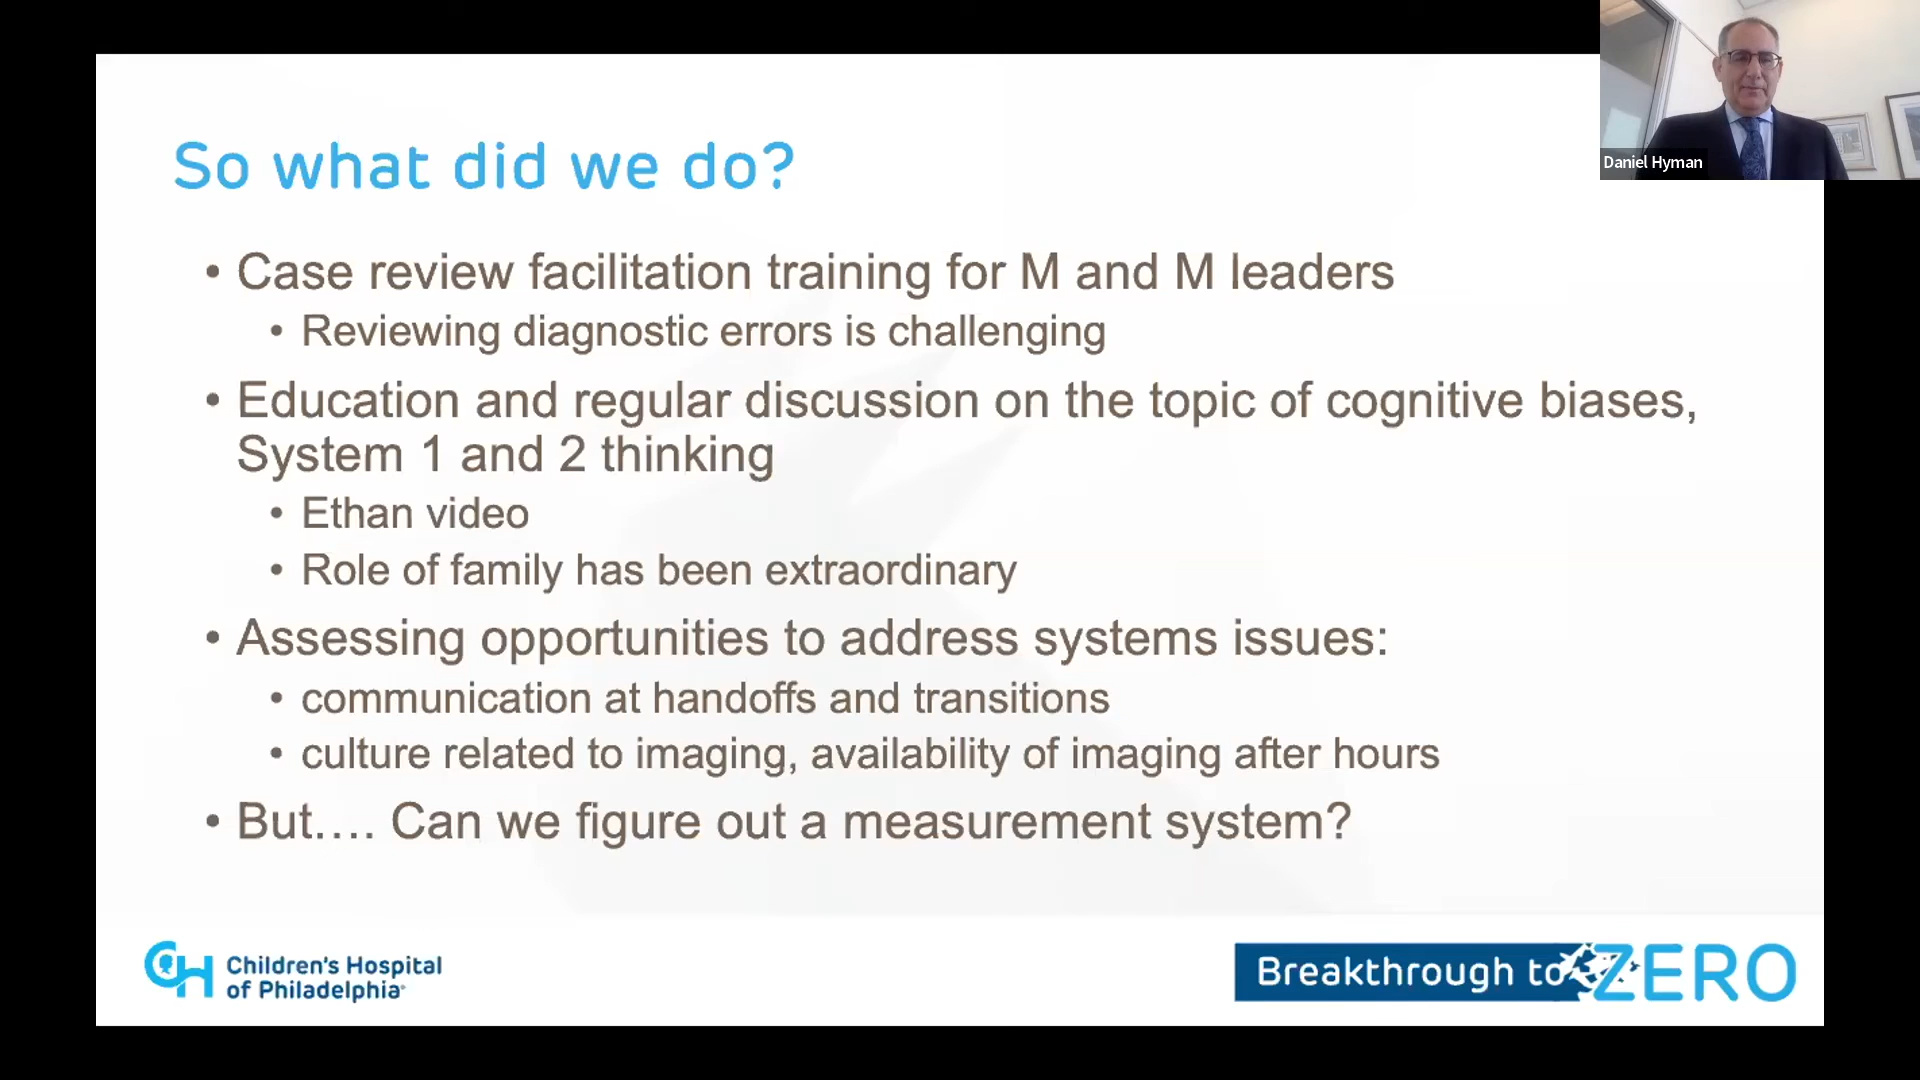 Daniel Hyman
So what did we do?
• Case review facilitation training for M and M leaders
• Reviewing diagnostic errors is challenging
• Education and regular discussion on the topic of cognitive biases,
System 1 and 2 thinking
• Ethan video
• Role of family has been extraordinary
• Assessing opportunities to address systems issues:
• communication at handoffs and transitions
• culture related to imaging, availability of imaging after hours
• But.... Can we figure out a measurement system?
CH Children's Hospital
of Philadelphia
Breakthrough to ZERO